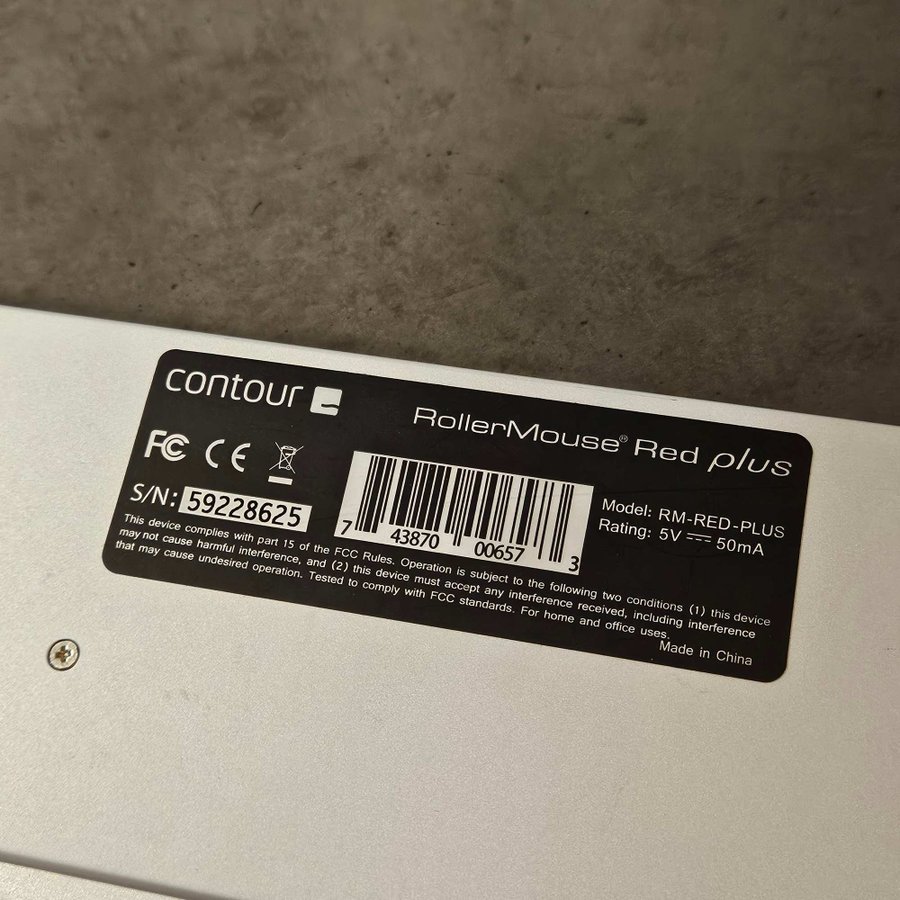 contour
RollerMouse® Red plus
FC CE
S/N: 59228625
7 43870 00657 3
Model: RM-RED-PLUS
Rating: 5V⎓50mA
This device complies with part 15 of the FCC Rules. Operation is subject to the following two conditions (1) this device
may not cause harmful interference, and (2) this device must accept any interference received, including interference
that may cause undesired operation. Tested to comply with FCC standards. For home and office uses.
Made in China